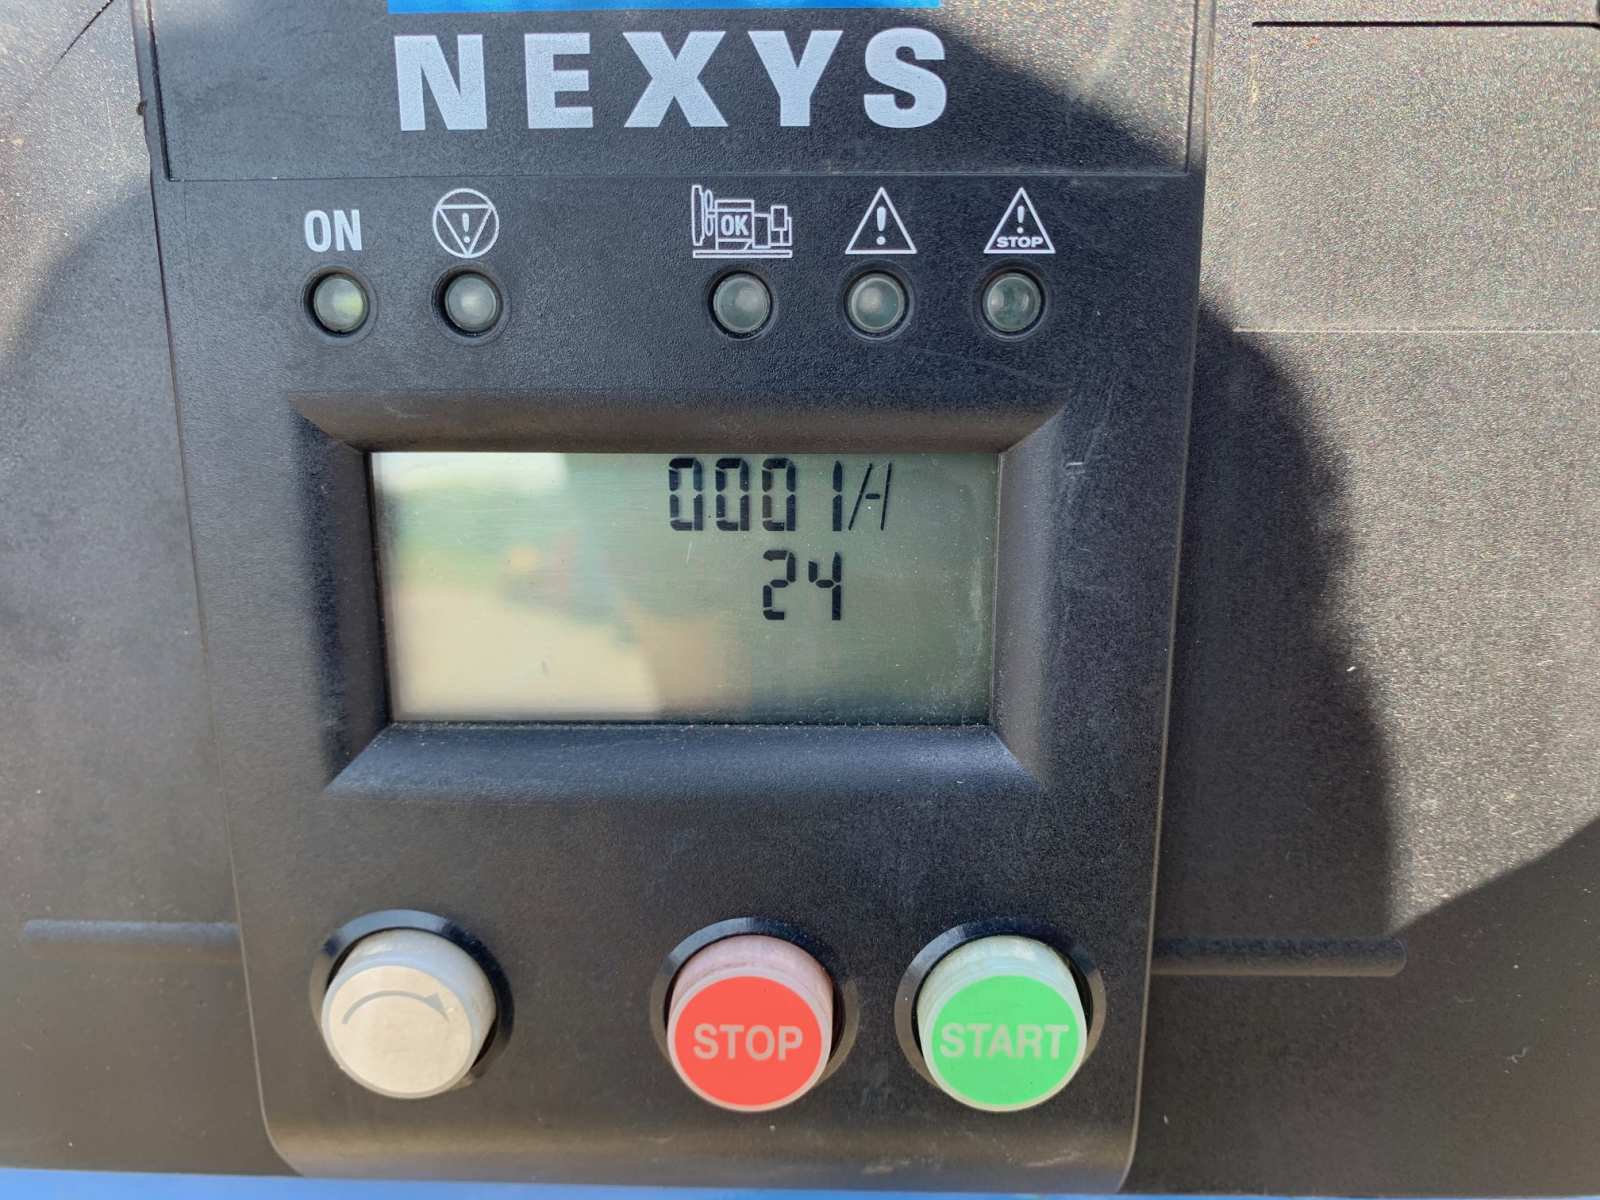 NEXYS
ON ! OK ! !
STOP
0001H
24
STOP START